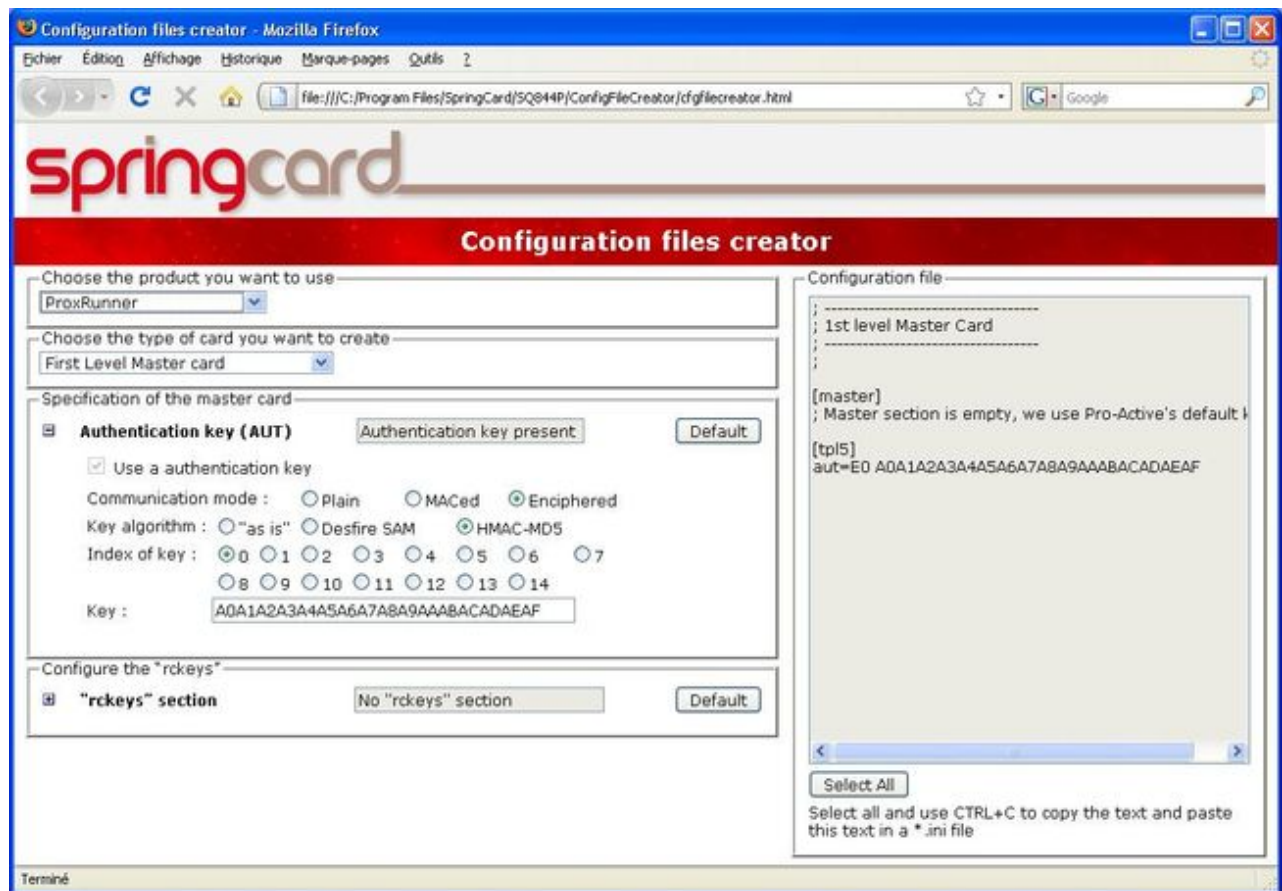 Configuration files creator - Mozilla Firefox
Fichier Édition Affichage Historique Marque-pages Outils ?
file:///C:/Program Files/SpringCard/SQ844P/ConfigFileCreator/cfgfilecreator.html
Google
springcard
Configuration files creator
Choose the product you want to use
ProxRunner
Choose the type of card you want to create
First Level Master card
Specification of the master card
Authentication key (AUT) Authentication key present Default
Use a authentication key
Communication mode : Plain MACed Enciphered
Key algorithm : "as is" Desfire SAM HMAC-MD5
Index of key : 0 1 2 3 4 5 6 7
8 9 10 11 12 13 14
Key : A0A1A2A3A4A5A6A7A8A9AAABACADAEAF
Configure the "rckeys"
"rckeys" section No "rckeys" section Default
Configuration file
; ---------------------------------
; 1st level Master Card
; ---------------------------------
;
[master]
; Master section is empty, we use Pro-Active's default k
[tpl5]
aut=E0 A0A1A2A3A4A5A6A7A8A9AAABACADAEAF
Select All
Select all and use CTRL+C to copy the text and paste
this text in a *.ini file
Terminé